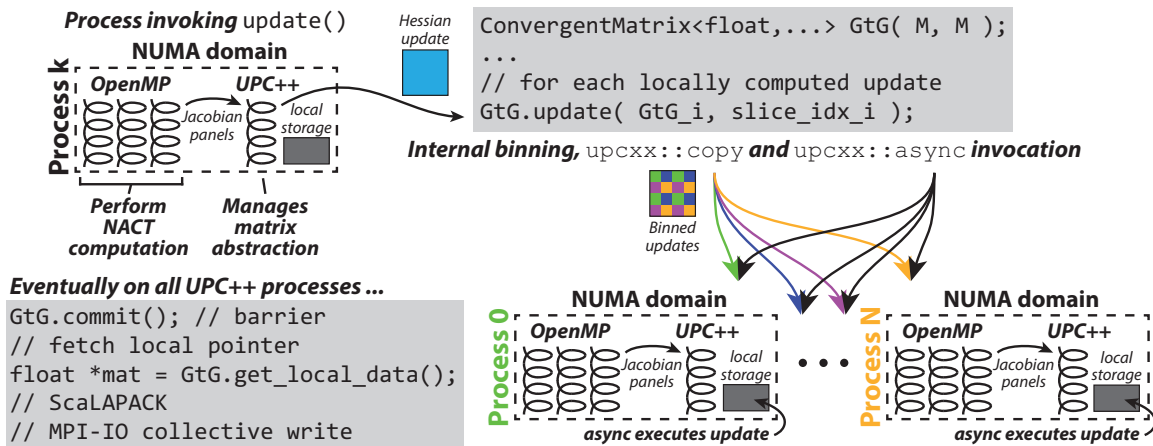 Process invoking update()
NUMA domain
Process k
OpenMP
UPC++
Jacobian
panels
local
storage
Perform
NACT
computation
Manages
matrix
abstraction
Hessian
update
ConvergentMatrix<float,...> GtG( M, M );
...
// for each locally computed update
GtG.update( GtG_i, slice_idx_i );
Internal binning, upcxx::copy and upcxx::async invocation
Binned
updates
Eventually on all UPC++ processes ...
GtG.commit(); // barrier
// fetch local pointer
float *mat = GtG.get_local_data();
// ScaLAPACK
// MPI-IO collective write
NUMA domain
Process 0
OpenMP
UPC++
Jacobian
panels
local
storage
async executes update
NUMA domain
Process N
OpenMP
UPC++
Jacobian
panels
local
storage
async executes update